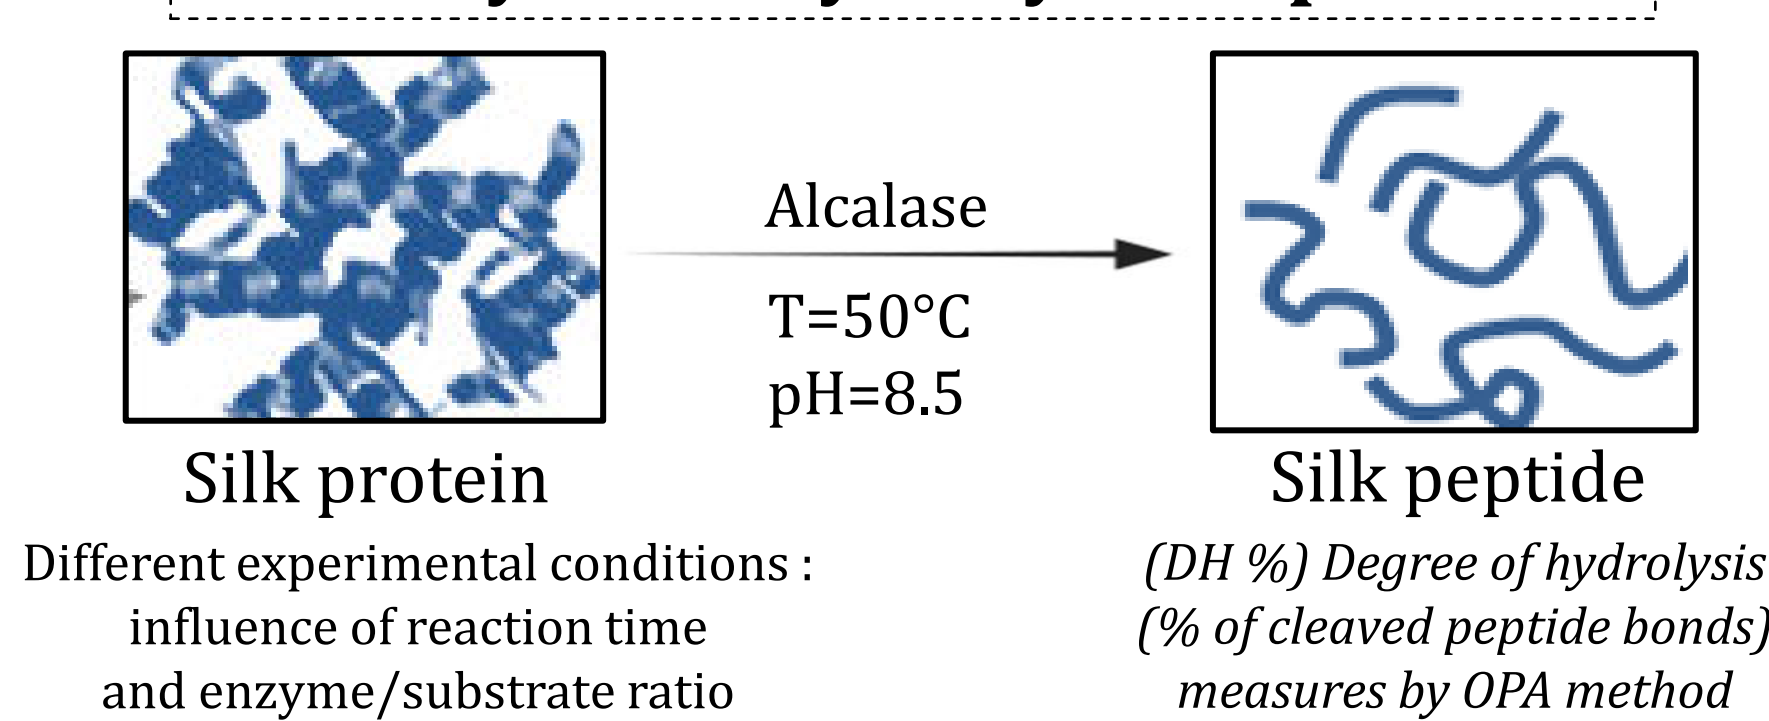 Alcalase
T=50°C
pH=8.5
Silk protein
Silk peptide
Different experimental conditions :
influence of reaction time
and enzyme/substrate ratio
(DH %) Degree of hydrolysis
(% of cleaved peptide bonds)
measures by OPA method